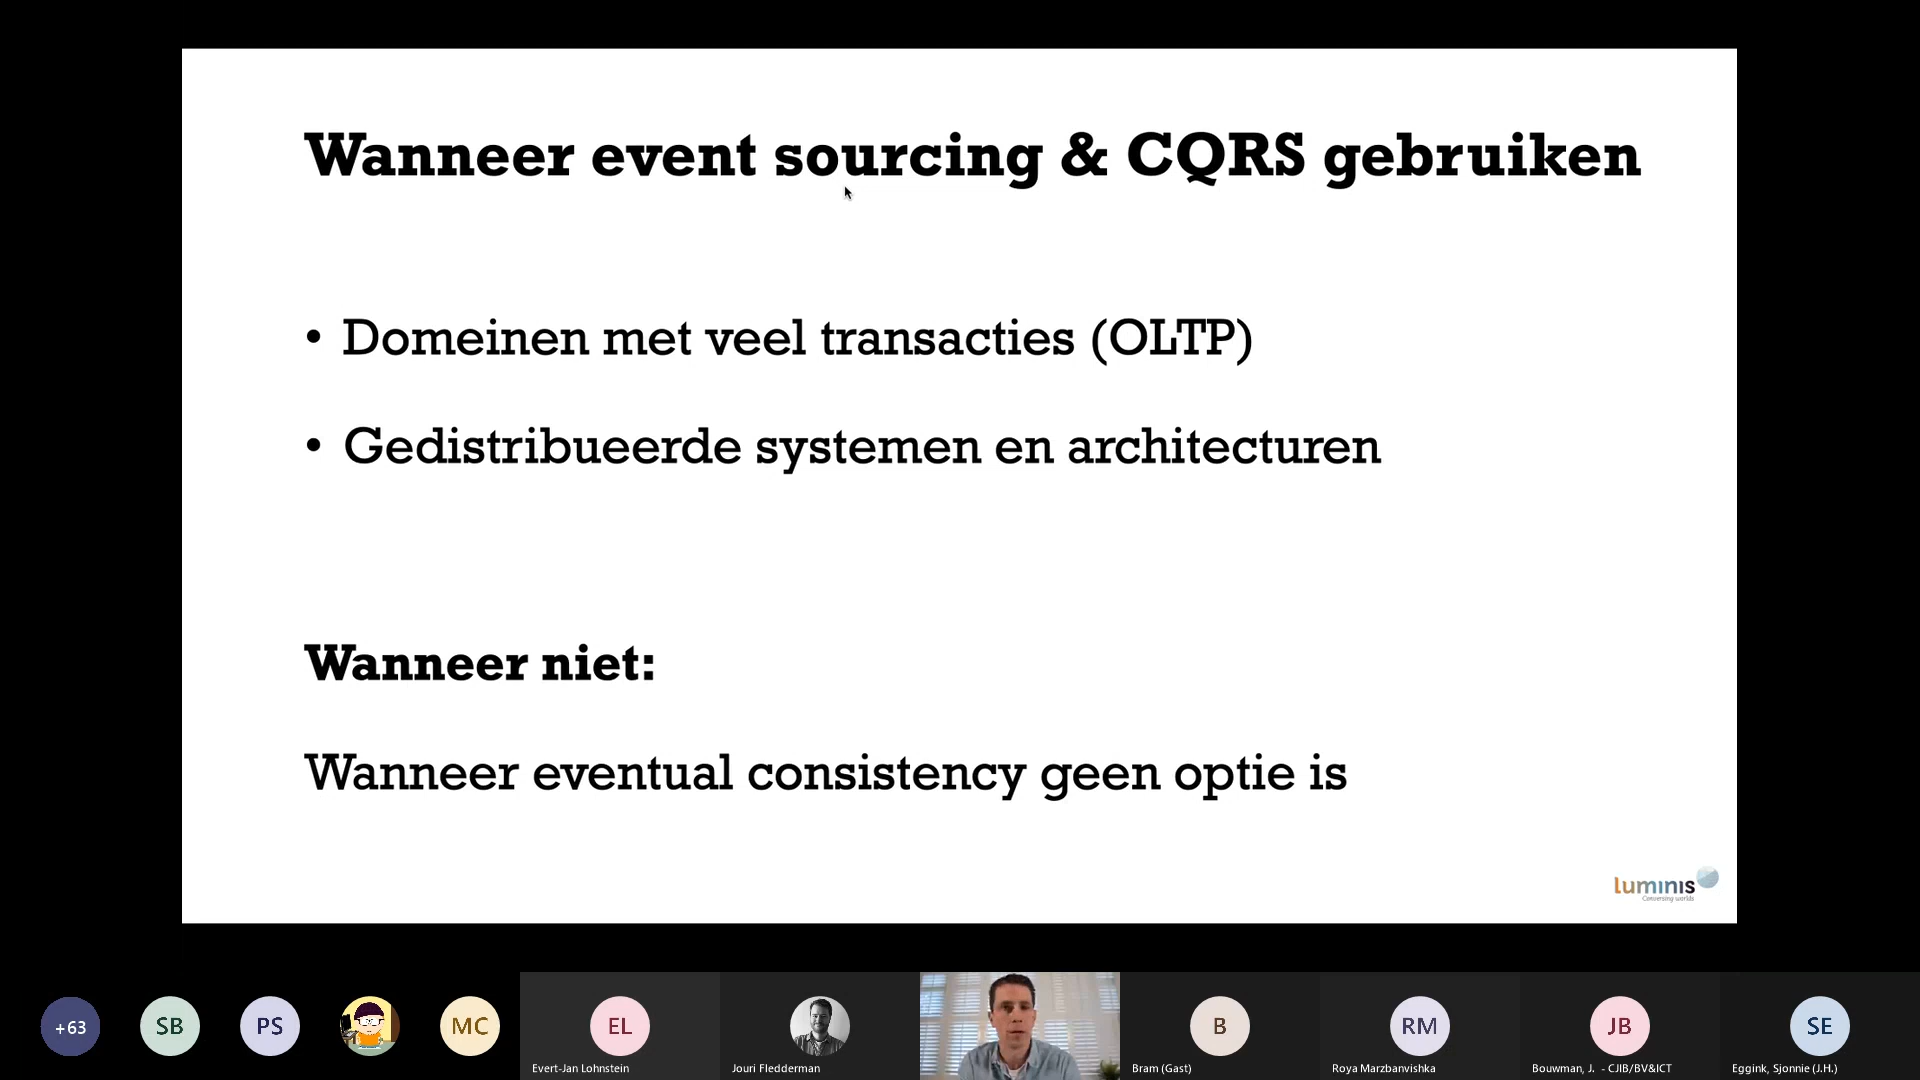 Wanneer event sourcing & CQRS gebruiken
• Domeinen met veel transacties (OLTP)
• Gedistribueerde systemen en architecturen
Wanneer niet:
Wanneer eventual consistency geen optie is
luminis
Conversing worlds
+63
SB
PS
MC
EL
Evert-Jan Lohnstein
Jouri Fledderman
B
Bram (Gast)
RM
Roya Marzbanvishka
JB
Bouwman, J. - CJIB/BV&ICT
SE
Eggink, Sjonnie (J.H.)